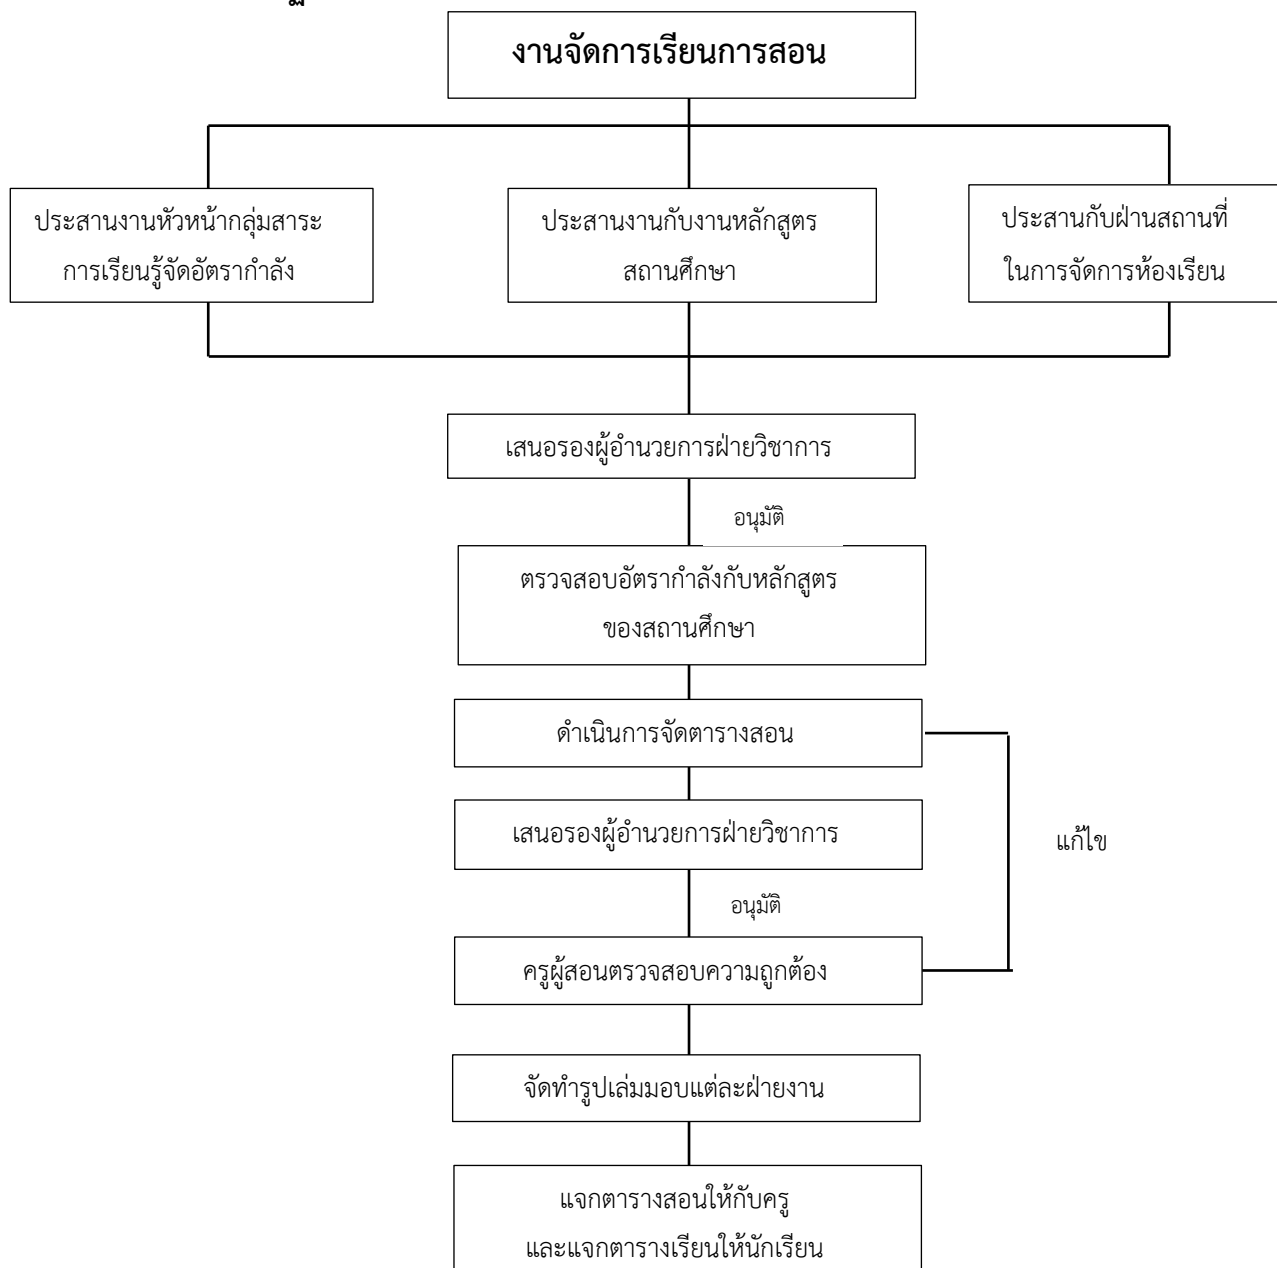 งานจัดการเรียนการสอน
ประสานงานหัวหน้ากลุ่มสาระ
การเรียนรู้จัดอัตรากำลัง
ประสานงานกับงานหลักสูตร
สถานศึกษา
ประสานกับฝ่านสถานที่
ในการจัดการห้องเรียน
เสนอรองผู้อำนวยการฝ่ายวิชาการ
อนุมัติ
ตรวจสอบอัตรากำลังกับหลักสูตร
ของสถานศึกษา
ดำเนินการจัดตารางสอน
เสนอรองผู้อำนวยการฝ่ายวิชาการ
แก้ไข
อนุมัติ
ครูผู้สอนตรวจสอบความถูกต้อง
จัดทำรูปเล่มมอบแต่ละฝ่ายงาน
แจกตารางสอนให้กับครู
และแจกตารางเรียนให้นักเรียน